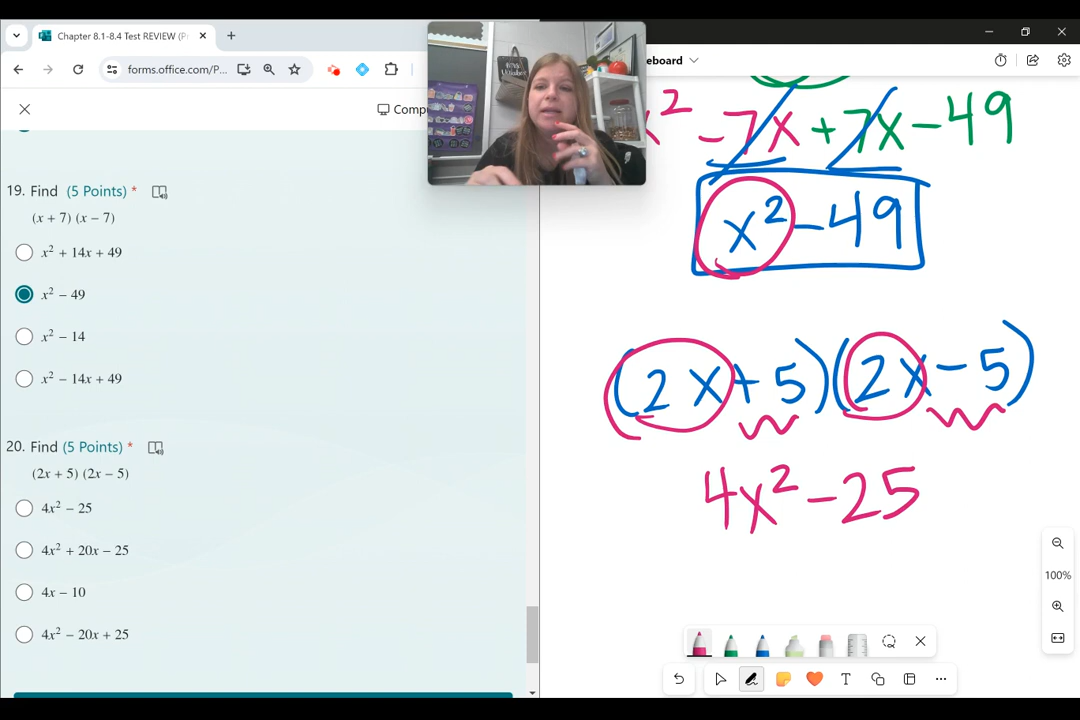 Chapter 8.1-8.4 Test REVIEW (P
forms.office.com/P...
eboard
Comp
19. Find (5 Points) *
(x + 7) (x − 7)
x² + 14x + 49
x² − 49
x² − 14
x² − 14x + 49
20. Find (5 Points) *
(2x + 5) (2x − 5)
4x² − 25
4x² + 20x − 25
4x − 10
4x² − 20x + 25
x² − 7x + 7x − 49
x² − 49
(2x + 5)(2x − 5)
4x² − 25
100%
T